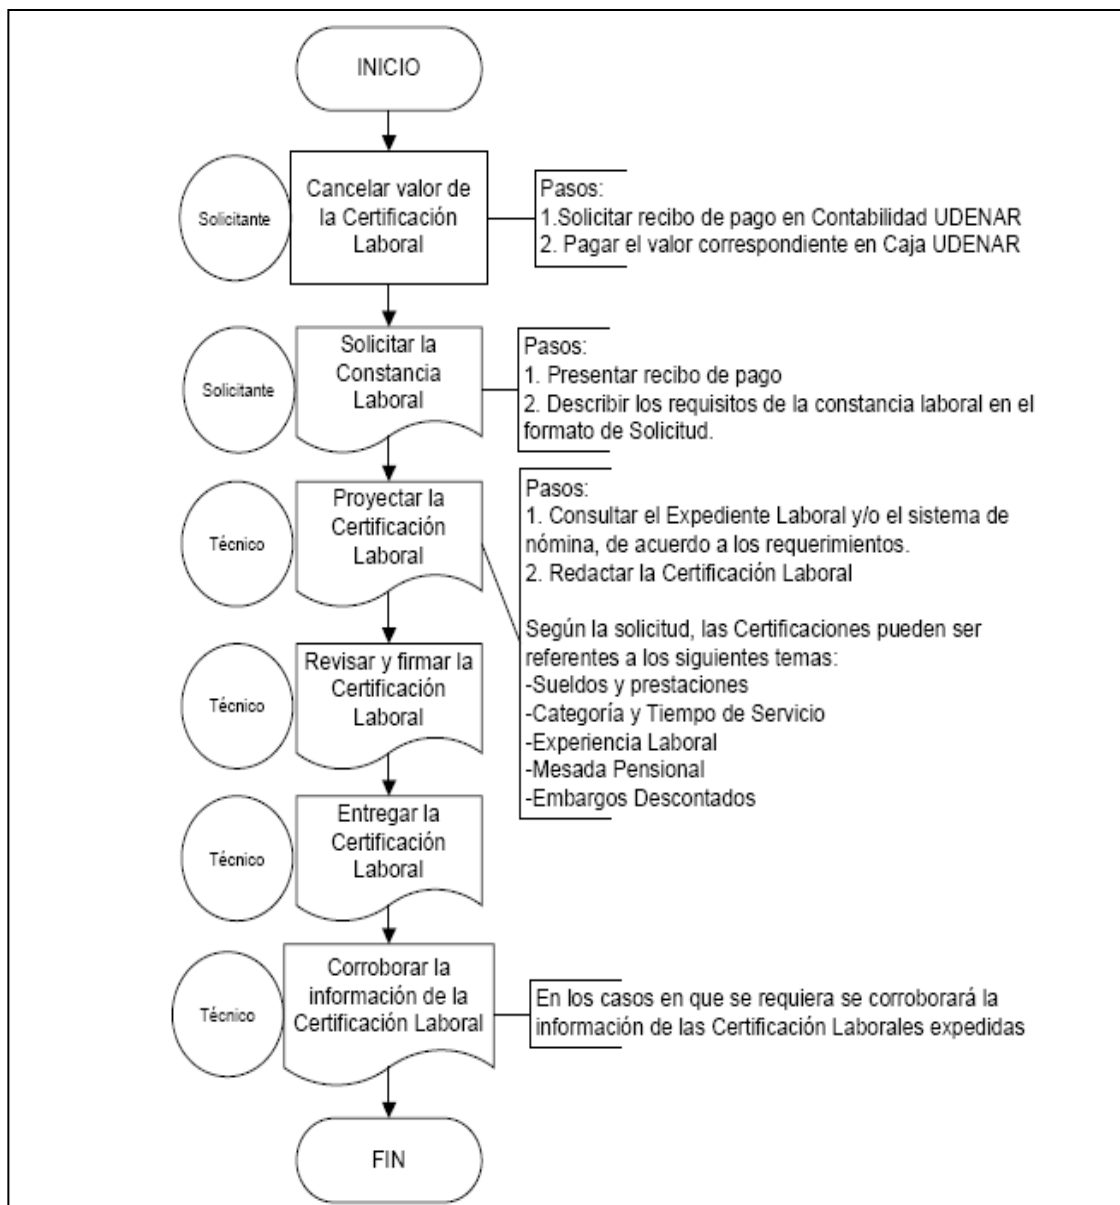 INICIO
Solicitante
Cancelar valor de
la Certificación
Laboral
Pasos:
1.Solicitar recibo de pago en Contabilidad UDENAR
2. Pagar el valor correspondiente en Caja UDENAR
Solicitante
Solicitar la
Constancia
Laboral
Pasos:
1. Presentar recibo de pago
2. Describir los requisitos de la constancia laboral en el
formato de Solicitud.
Técnico
Proyectar la
Certificación
Laboral
Pasos:
1. Consultar el Expediente Laboral y/o el sistema de
nómina, de acuerdo a los requerimientos.
2. Redactar la Certificación Laboral
Según la solicitud, las Certificaciones pueden ser
referentes a los siguientes temas:
-Sueldos y prestaciones
-Categoría y Tiempo de Servicio
-Experiencia Laboral
-Mesada Pensional
-Embargos Descontados
Técnico
Revisar y firmar la
Certificación
Laboral
Técnico
Entregar la
Certificación
Laboral
Técnico
Corroborar la
información de la
Certificación Laboral
En los casos en que se requiera se corroborará la
información de las Certificación Laborales expedidas
FIN